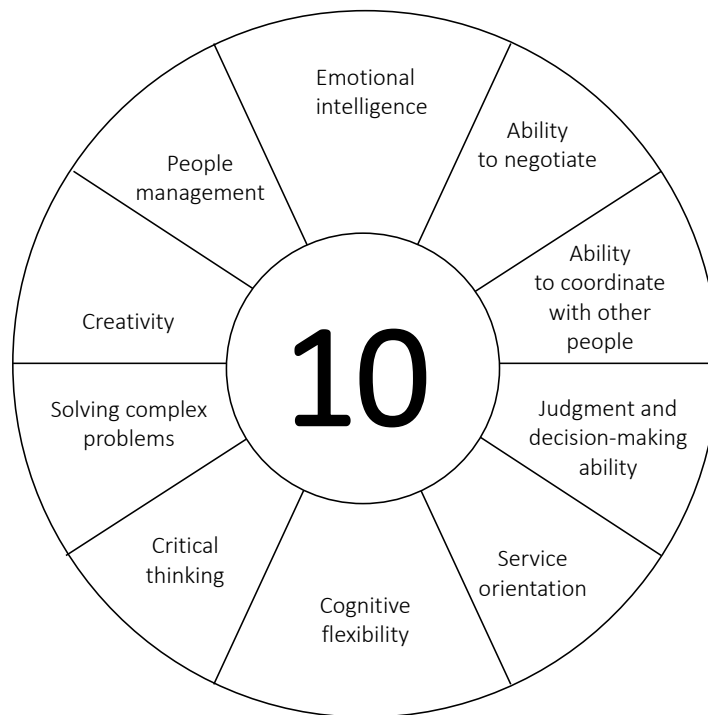 Emotional
intelligence
Ability
to negotiate
Ability
to coordinate
with other
people
Judgment and
decision-making
ability
Service
orientation
Cognitive
flexibility
Critical
thinking
Solving complex
problems
Creativity
People
management
10